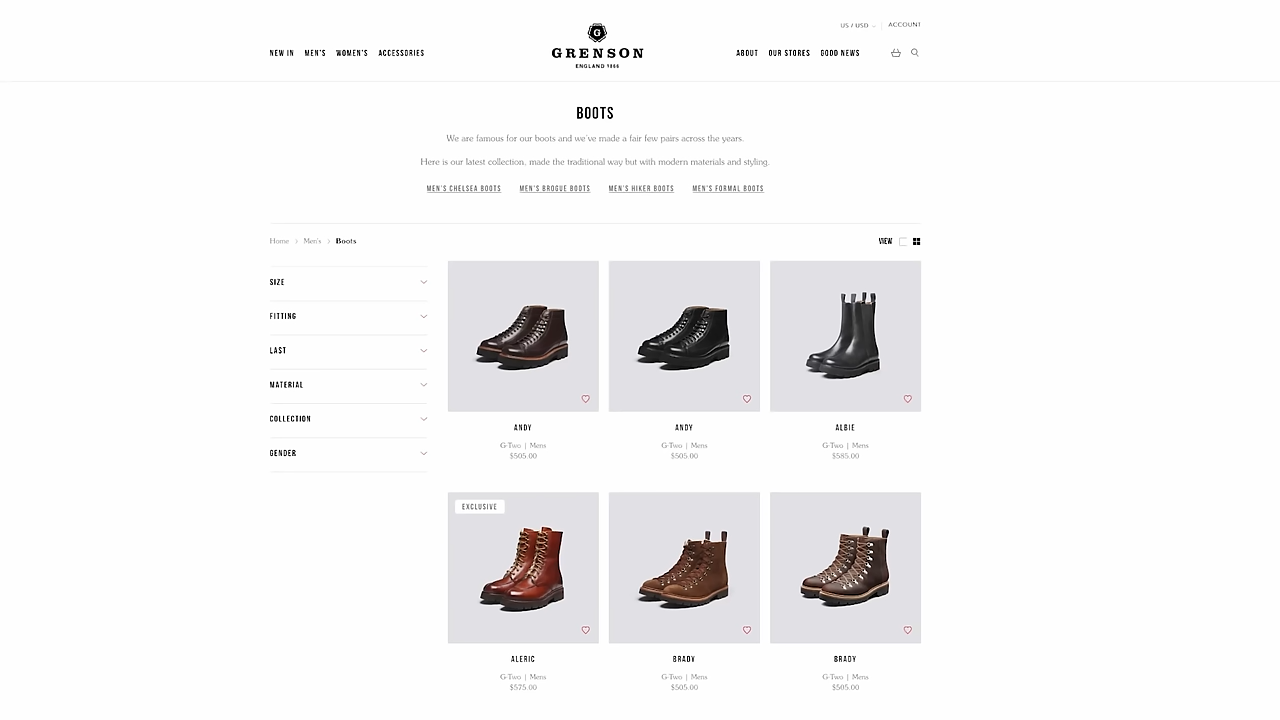 US / USD
ACCOUNT
NEW IN MEN'S WOMEN'S ACCESSORIES
G
GRENSON
ENGLAND 1866
ABOUT OUR STORES GOOD NEWS
BOOTS
We are famous for our boots and we've made a fair few pairs across the years.
Here is our latest collection, made the traditional way but with modern materials and styling.
MEN'S CHELSEA BOOTS MEN'S BROGUE BOOTS MEN'S HIKER BOOTS MEN'S FORMAL BOOTS
Home › Men's › Boots
VIEW
SIZE
FITTING
LAST
MATERIAL
COLLECTION
GENDER
ANDY
G-Two | Mens
$505.00
ANDY
G-Two | Mens
$505.00
ALBIE
G-Two | Mens
$585.00
EXCLUSIVE
ALERIC
G-Two | Mens
$575.00
BRADY
G-Two | Mens
$505.00
BRADY
G-Two | Mens
$505.00